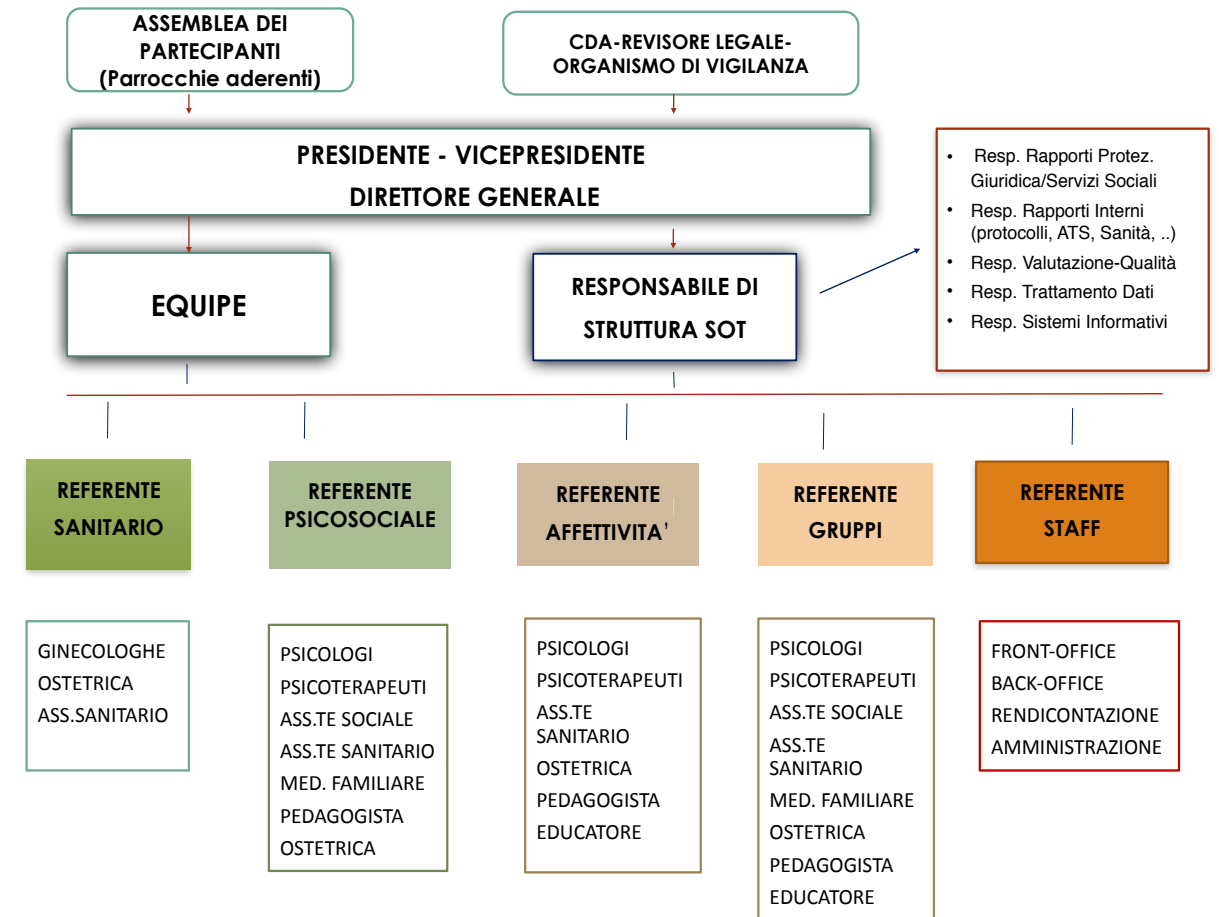 ASSEMBLEA DEI
PARTECIPANTI
(Parrocchie aderenti)
CDA-REVISORE LEGALE-
ORGANISMO DI VIGILANZA
PRESIDENTE - VICEPRESIDENTE
DIRETTORE GENERALE
• Resp. Rapporti Protez.
Giuridica/Servizi Sociali
• Resp. Rapporti Interni
(protocolli, ATS, Sanità, ..)
• Resp. Valutazione-Qualità
• Resp. Trattamento Dati
• Resp. Sistemi Informativi
EQUIPE
RESPONSABILE DI
STRUTTURA SOT
REFERENTE
SANITARIO
REFERENTE
PSICOSOCIALE
REFERENTE
AFFETTIVITA’
REFERENTE
GRUPPI
REFERENTE
STAFF
GINECOLOGHE
OSTETRICA
ASS.SANITARIO
PSICOLOGI
PSICOTERAPEUTI
ASS.TE SOCIALE
ASS.TE SANITARIO
MED. FAMILIARE
PEDAGOGISTA
OSTETRICA
PSICOLOGI
PSICOTERAPEUTI
ASS.TE
SANITARIO
OSTETRICA
PEDAGOGISTA
EDUCATORE
PSICOLOGI
PSICOTERAPEUTI
ASS.TE SOCIALE
ASS.TE
SANITARIO
MED. FAMILIARE
OSTETRICA
PEDAGOGISTA
EDUCATORE
FRONT-OFFICE
BACK-OFFICE
RENDICONTAZIONE
AMMINISTRAZIONE